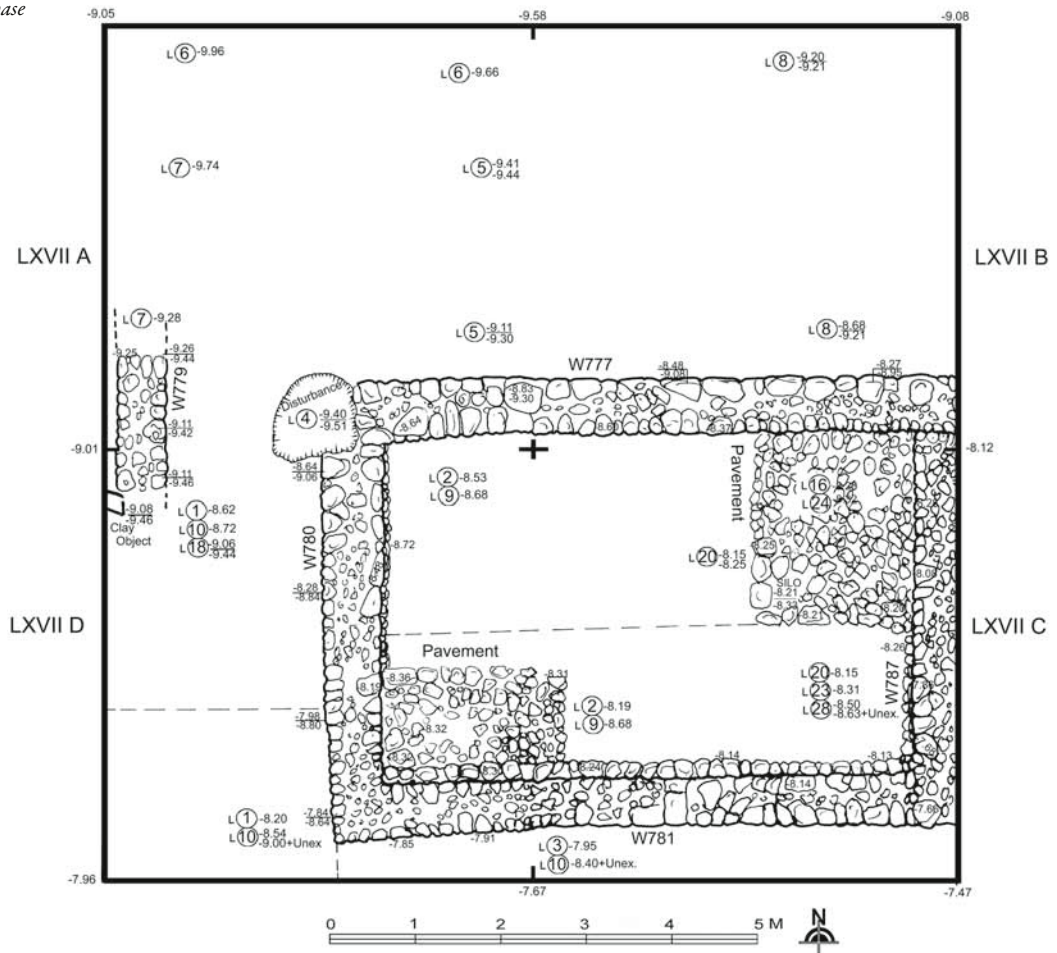 ase
-9.05
-9.58
-9.08
L 6 -9.96
L 6 -9.66
L 8 -9.20
-9.21
L 7 -9.74
L 5 -9.41
-9.44
LXVII A
LXVII B
L 7 -9.28
L 5 -9.11
-9.30
L 8 -8.68
-9.21
W777
-9.25
-9.26
-9.44
W779
-9.11
-9.42
-9.11
-9.46
-8.48
-9.08
-8.27
-8.95
-8.83
-9.30
-8.64
-8.37
Disturbance
L 4 -9.40
-9.51
-9.01
-8.12
-8.64
-9.06
L 2 -8.53
L 9 -8.68
Pavement
L 16
L 24
-9.08
-9.46
Clay
Object
L 1 -8.62
L 10 -8.72
L 18 -9.06
-9.44
W780
-8.72
L 20 -8.15
-8.25
-8.25
SILO
-8.21
-8.33
-8.21
-8.20
-8.28
-8.84
LXVII D
LXVII C
Pavement
-8.26
W787
-8.36
-8.31
-8.19
-8.32
L 2 -8.19
L 9 -8.68
L 20 -8.15
L 23 -8.31
L 28 -8.50
-8.63+Unex.
-7.98
-8.80
-8.24
-8.14
-8.13
-8.14
-7.84
-8.64
L 1 -8.20
L 10 -8.54
-9.00+Unex
-7.85
-7.91
W781
-7.66
L 3 -7.95
L 10 -8.40+Unex.
-7.96
-7.67
-7.47
0 1 2 3 4 5 M
N